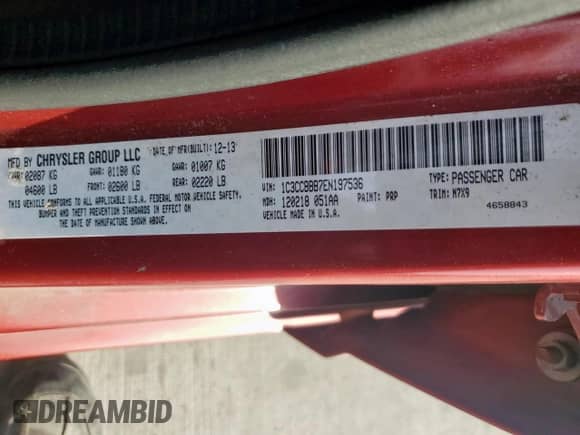 MFD BY CHRYSLER GROUP LLC DATE OF MFR(BUILT): 12-13
GVWR: 02087 KG GAWR: 01180 KG GAWR: 01007 KG
04600 LB FRONT: 02600 LB REAR: 02220 LB
THIS VEHICLE CONFORMS TO ALL APPLICABLE U.S.A. FEDERAL MOTOR VEHICLE SAFETY,
BUMPER AND THEFT PREVENTION STANDARDS IN EFFECT ON
THE DATE OF MANUFACTURE SHOWN ABOVE.
VIN: 1C3CCBBB7EN197536 TYPE: PASSENGER CAR
MDH: 120218 051AA PAINT: PRP TRIM: M7X9
4658843
DREAMBID